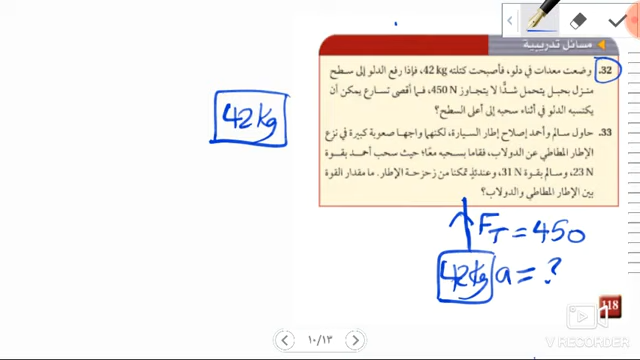 مسائل تدريبية
.32 وضعت معدات في دلو، فأصبحت كتلته 42 kg، فإذا رفع الدلو إلى سطح
منزل بحبل يتحمل شدًّا لا يتجاوز 450 N، فما أقصى تسارع يمكن أن
يكتسبه الدلو في أثناء سحبه إلى أعلى السطح؟
.33 حاول سالم وأحمد إصلاح إطار السيارة، لكنهما واجها صعوبة كبيرة في نزع
الإطار المطاطي عن الدولاب، فقاما بسحبه معًا؛ حيث سحب أحمد بقوة
23 N، وسالم بقوة 31 N، وعندئذٍ تمكنا من زحزحة الإطار. ما مقدار القوة
بين الإطار المطاطي والدولاب؟
42 kg
FT = 450
42 kg a = ?
118
١٠/١٣
V RECORDER